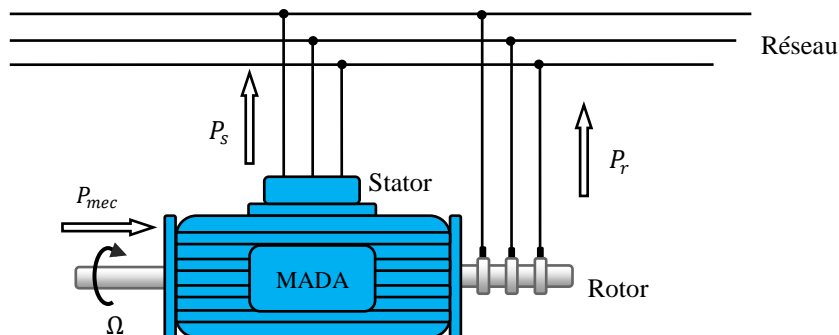 Réseau
P_s
P_r
Stator
P_mec
MADA
Rotor
Ω